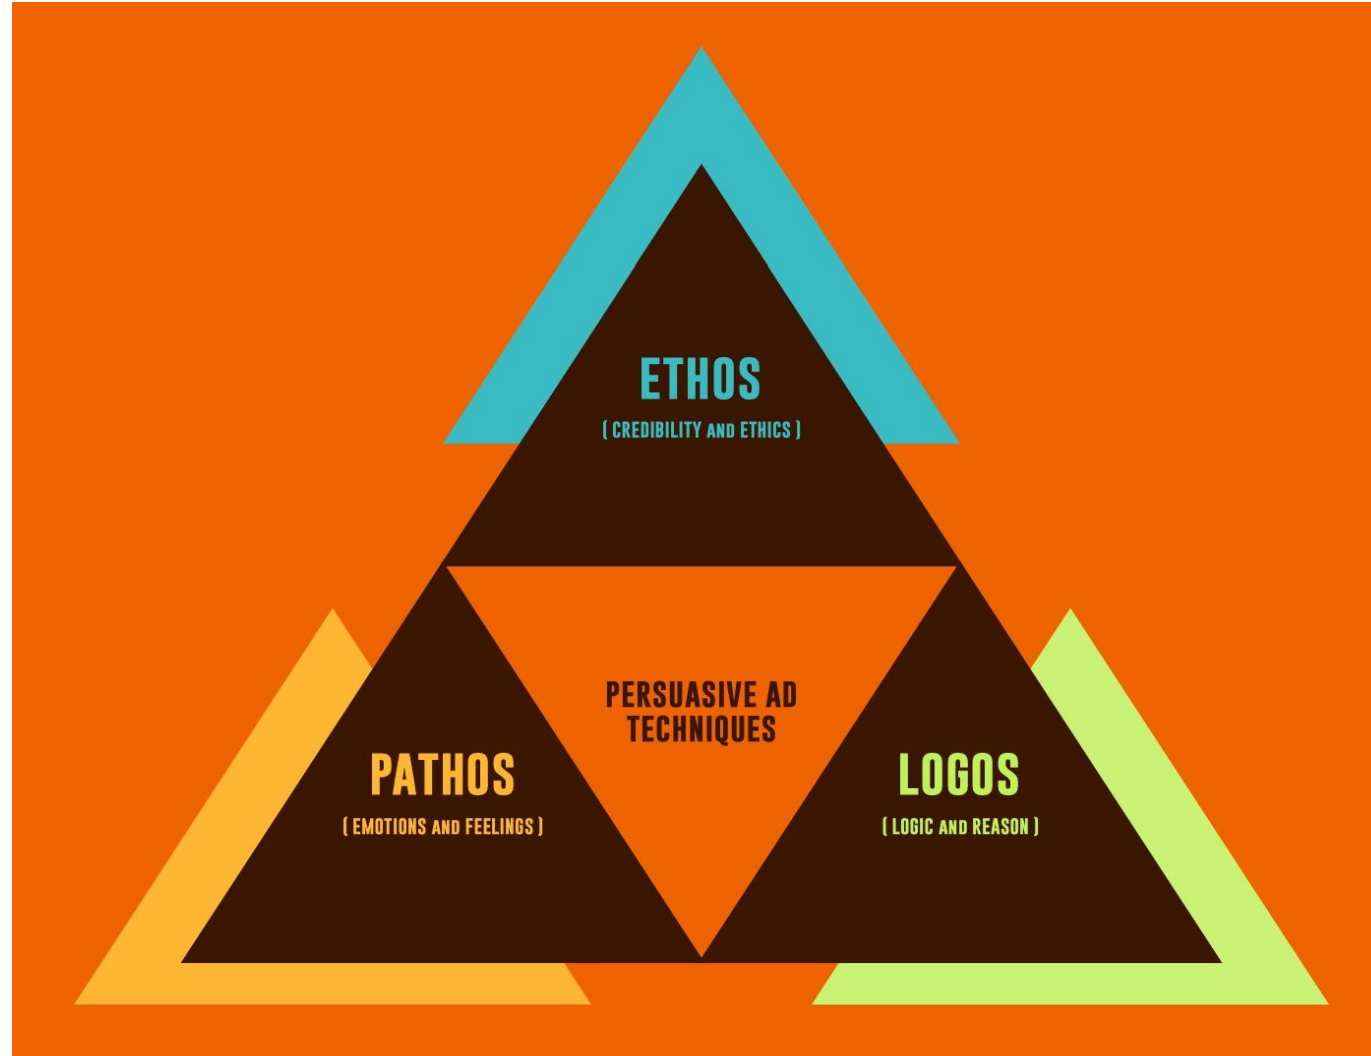 ETHOS
( CREDIBILITY AND ETHICS )
PERSUASIVE AD
TECHNIQUES
PATHOS
( EMOTIONS AND FEELINGS )
LOGOS
( LOGIC AND REASON )